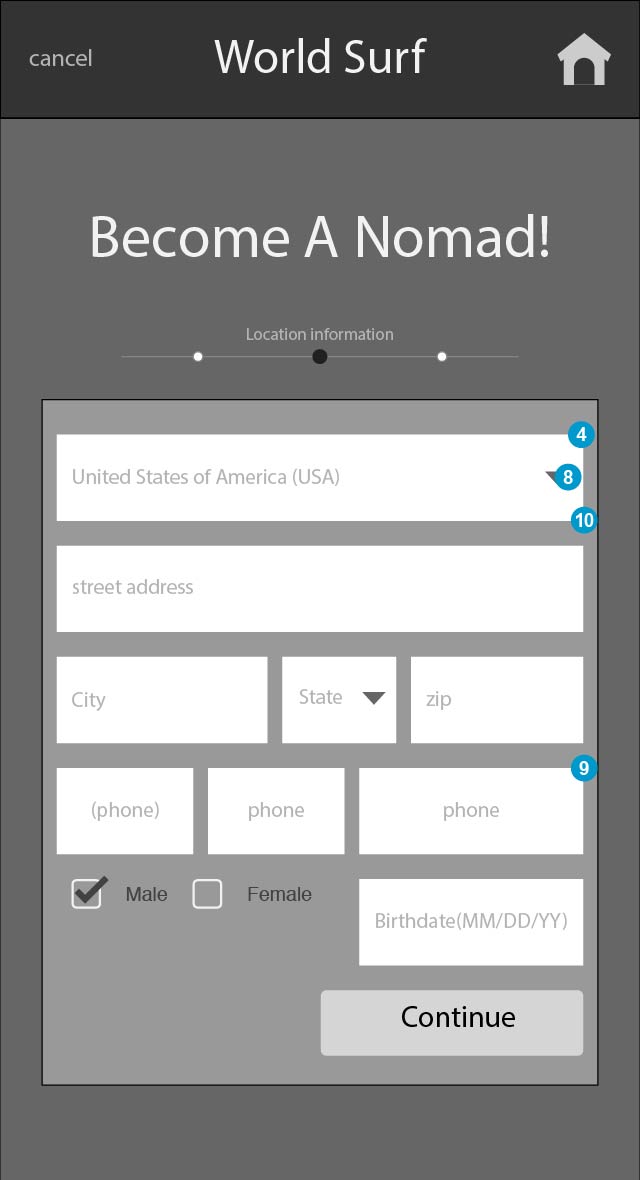 cancel
World Surf
Become A Nomad!
Location information
4
United States of America (USA)
8
10
street address
City
State
zip
9
(phone)
phone
phone
Male
Female
Birthdate(MM/DD/YY)
Continue